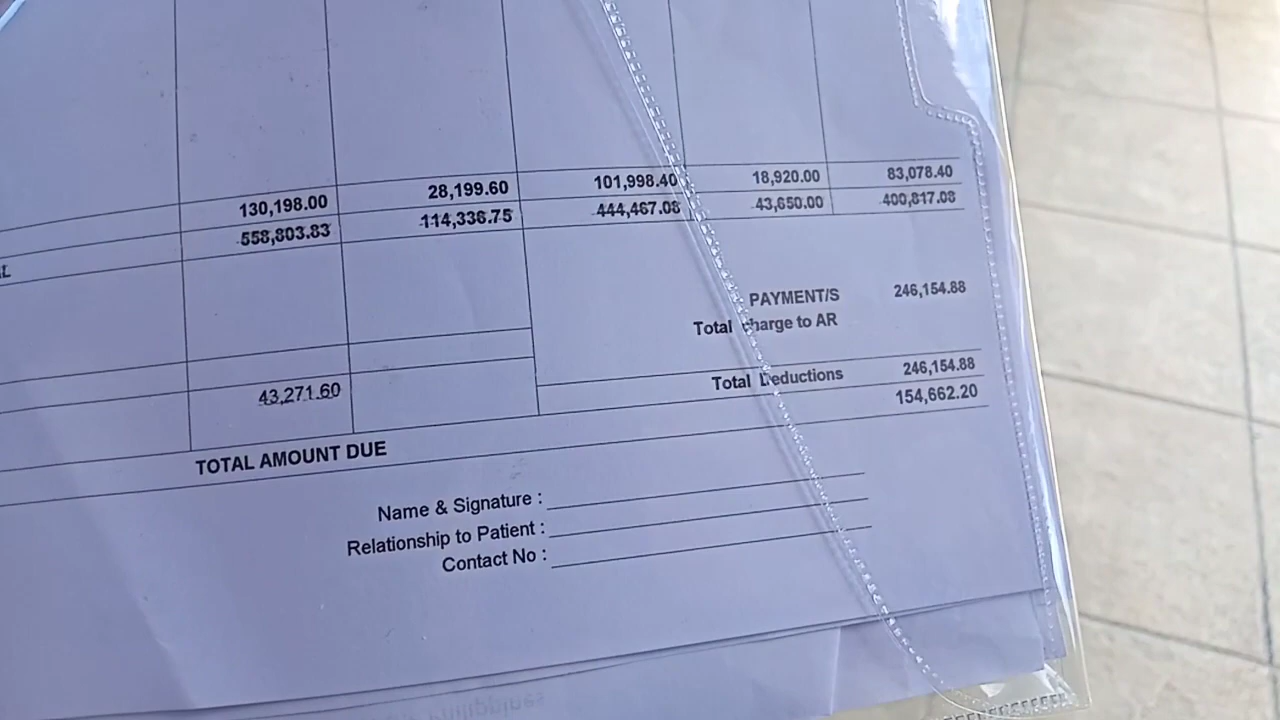 130,198.00 28,199.60 101,998.40 18,920.00 83,078.40
558,803.83 114,336.75 444,467.08 43,650.00 400,817.08
PAYMENT/S 246,154.88
Total charge to AR
43,271.60
Total Deductions 246,154.88
154,662.20
TOTAL AMOUNT DUE
Name & Signature :
Relationship to Patient :
Contact No :